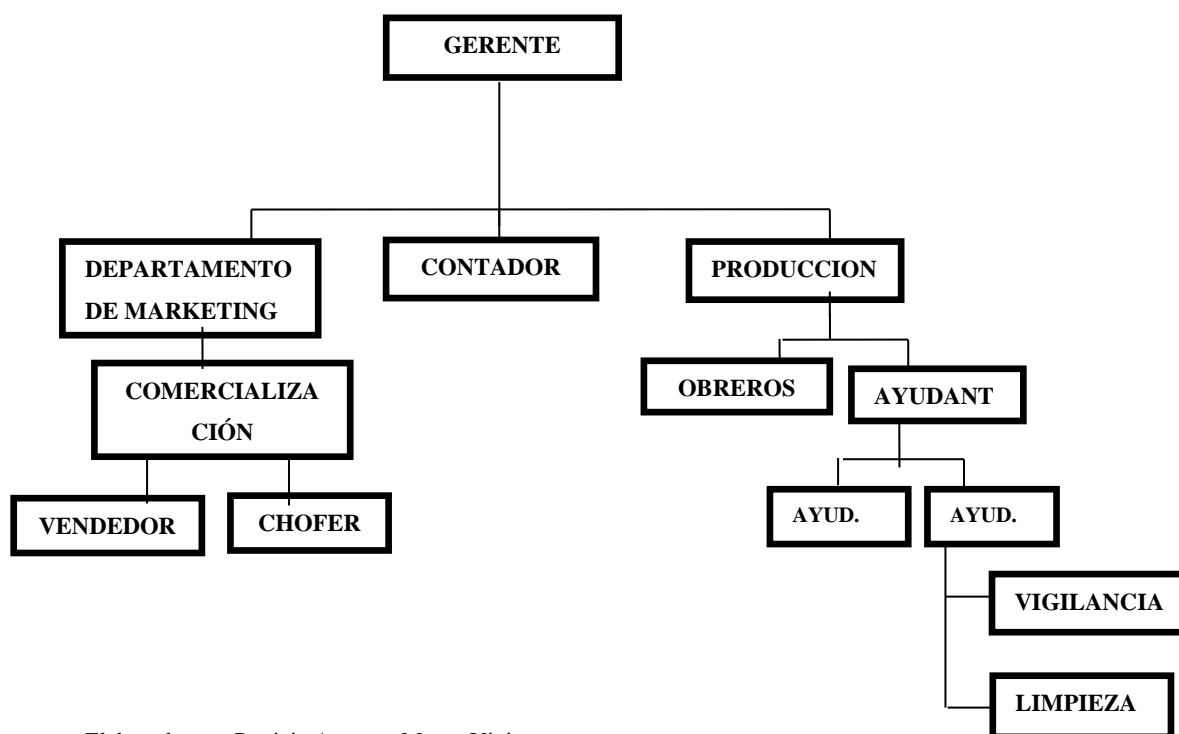 GERENTE
DEPARTAMENTO
DE MARKETING
CONTADOR
PRODUCCION
COMERCIALIZA
CIÓN
OBREROS
AYUDANT
VENDEDOR
CHOFER
AYUD.
AYUD.
VIGILANCIA
LIMPIEZA